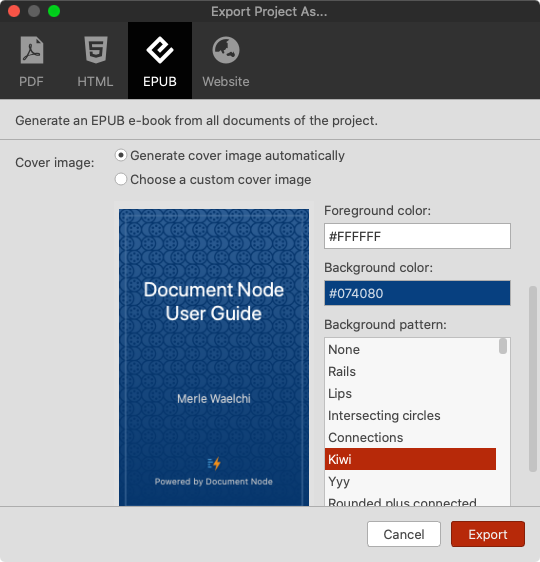 Export Project As...
PDF
HTML
EPUB
Website
Generate an EPUB e-book from all documents of the project.
Cover image:
Generate cover image automatically
Choose a custom cover image
Document Node
User Guide
Merle Waelchi
Powered by Document Node
Foreground color:
#FFFFFF
Background color:
#074080
Background pattern:
None
Rails
Lips
Intersecting circles
Connections
Kiwi
Yyy
Rounded plus connected
Cancel
Export